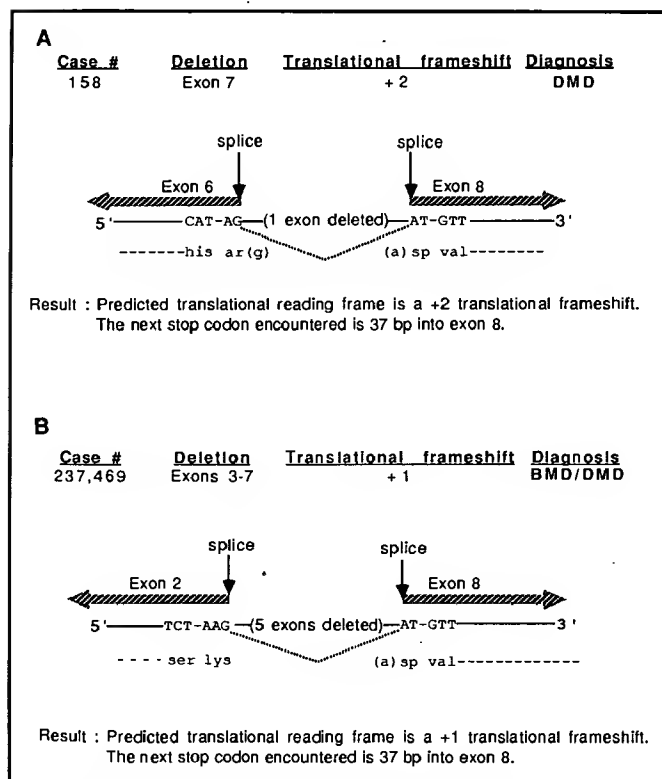 A
Case # Deletion Translational frameshift Diagnosis
158 Exon 7 + 2 DMD
splice splice
Exon 6 Exon 8
5' CAT-AG (1 exon deleted) AT-GTT 3'
-------his ar(g) (a)sp val--------
Result : Predicted translational reading frame is a +2 translational frameshift.
The next stop codon encountered is 37 bp into exon 8.
B
Case # Deletion Translational frameshift Diagnosis
237,469 Exons 3-7 + 1 BMD/DMD
splice splice
Exon 2 Exon 8
5' TCT-AAG (5 exons deleted) AT-GTT 3'
---- ser lys (a)sp val------------
Result : Predicted translational reading frame is a +1 translational frameshift.
The next stop codon encountered is 37 bp into exon 8.